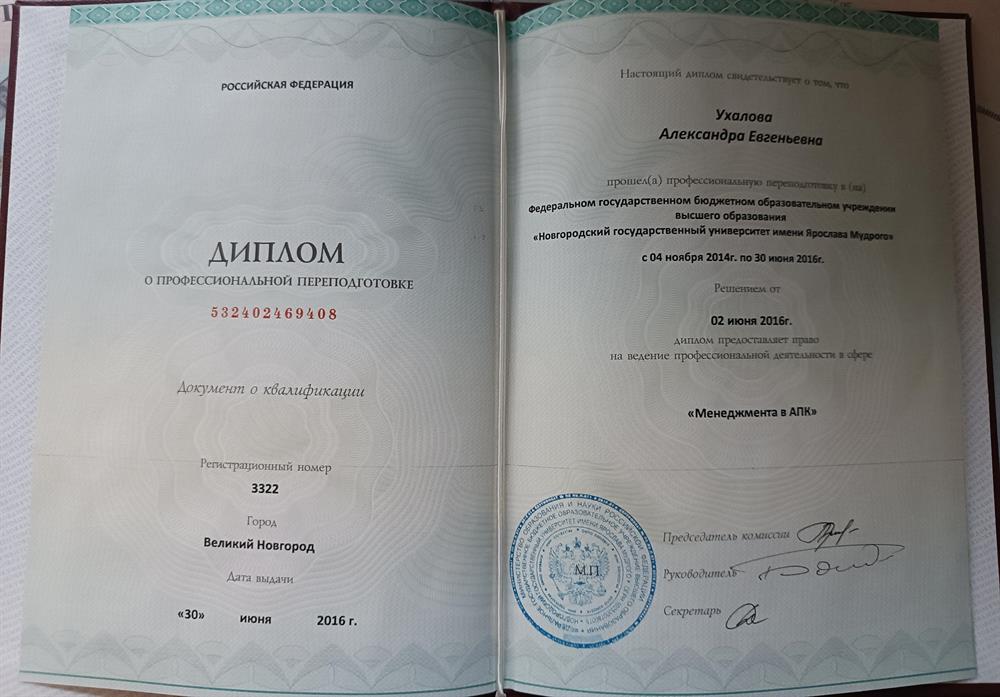 РОССИЙСКАЯ ФЕДЕРАЦИЯ
ДИПЛОМ
О ПРОФЕССИОНАЛЬНОЙ ПЕРЕПОДГОТОВКЕ
532402469408
Документ о квалификации
Регистрационный номер
3322
Город
Великий Новгород
Дата выдачи
«30» июня 2016 г.
Настоящий диплом свидетельствует о том, что
Ухалова
Александра Евгеньевна
прошел(а) профессиональную переподготовку в (на)
Федеральном государственном бюджетном образовательном учреждении
высшего образования
«Новгородский государственный университет имени Ярослава Мудрого»
с 04 ноября 2014г. по 30 июня 2016г.
Решением от
02 июня 2016г.
диплом предоставляет право
на ведение профессиональной деятельности в сфере
«Менеджмента в АПК»
Председатель комиссии
М.П.
Руководитель
Секретарь